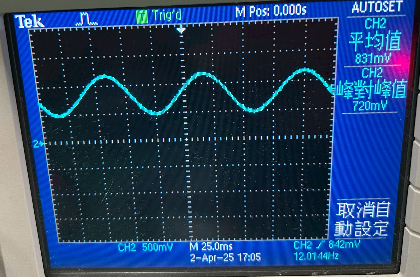 Tek Trig'd M Pos: 0.000s AUTOSET
CH2
平均值
831mV
CH2
峰對峰值
720mV
2
取消自
動設定
CH2 500mV M 25.0ms CH2 / 842mV
2-Apr-25 17:05 12.0144Hz